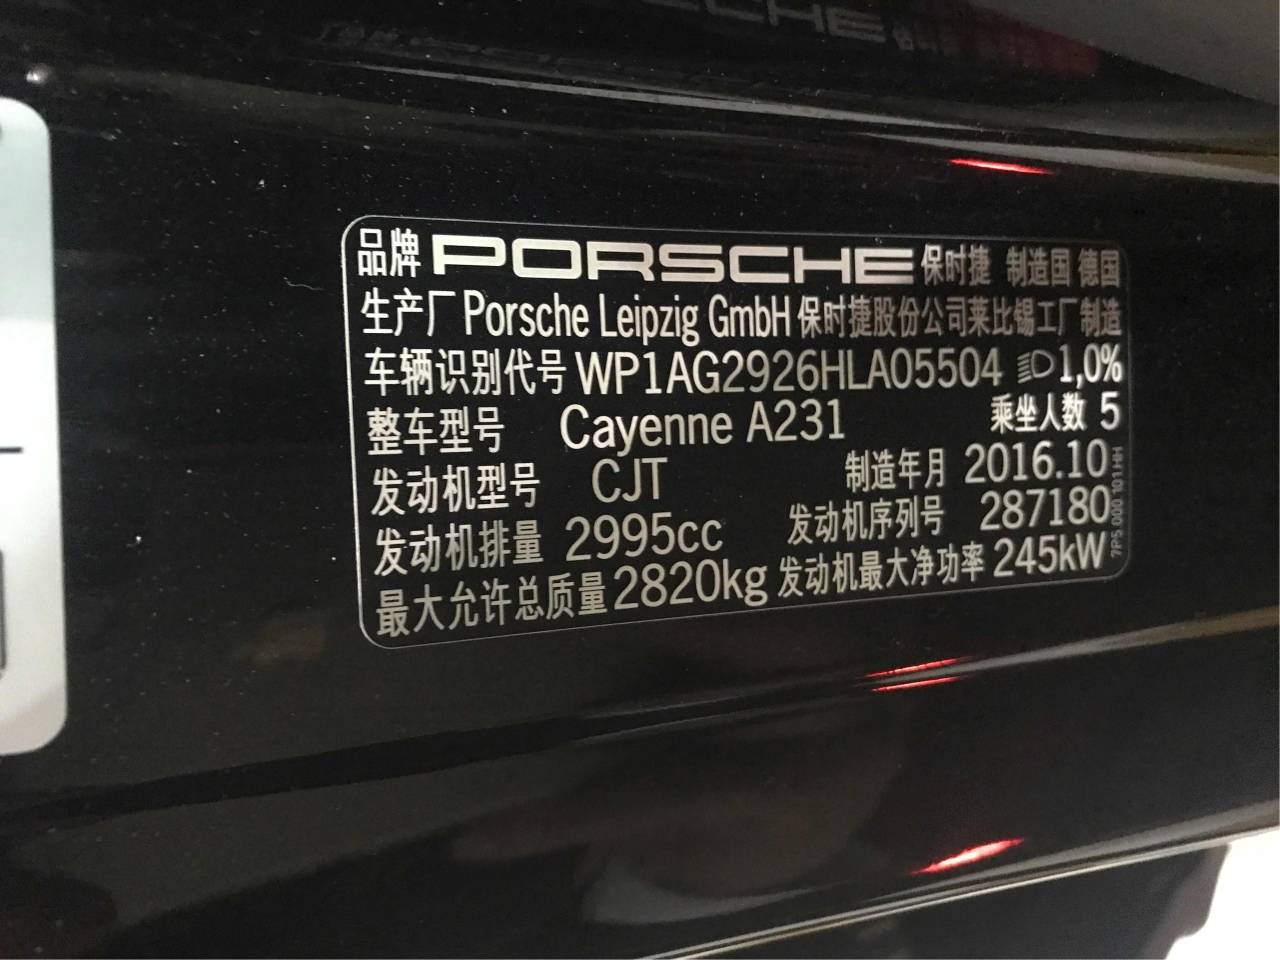 品牌 PORSCHE 保时捷 制造国 德国
生产厂 Porsche Leipzig GmbH 保时捷股份公司莱比锡工厂制造
车辆识别代号 WP1AG2926HLA05504 1,0%
整车型号 Cayenne A231 乘坐人数 5
发动机型号 CJT 制造年月 2016.10
发动机排量 2995cc 发动机序列号 287180
最大允许总质量 2820kg 发动机最大净功率 245kW
7P5.000.101.HH